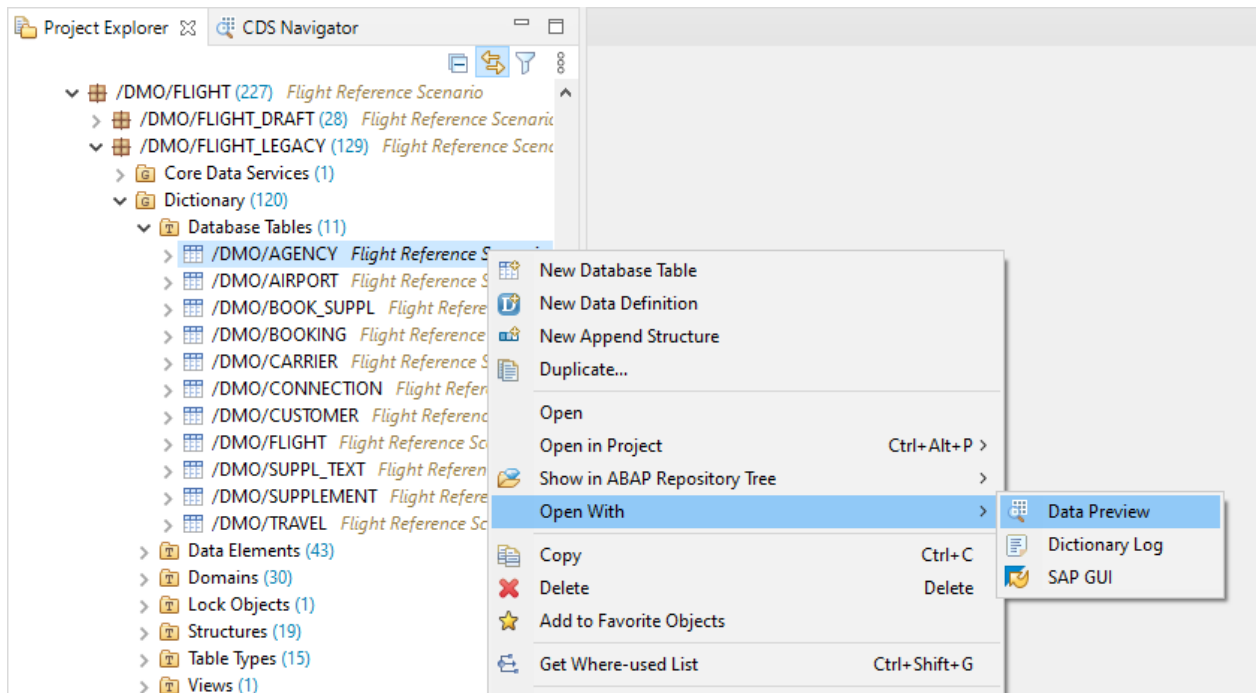 Project Explorer
CDS Navigator
/DMO/FLIGHT (227) Flight Reference Scenario
/DMO/FLIGHT_DRAFT (28) Flight Reference Scenario
/DMO/FLIGHT_LEGACY (129) Flight Reference Scen
G Core Data Services (1)
G Dictionary (120)
T Database Tables (11)
/DMO/AGENCY Flight Reference S
/DMO/AIRPORT Flight Reference S
/DMO/BOOK_SUPPL Flight Refere
/DMO/BOOKING Flight Reference
/DMO/CARRIER Flight Reference S
/DMO/CONNECTION Flight Refer
/DMO/CUSTOMER Flight Referenc
/DMO/FLIGHT Flight Reference Sc
/DMO/SUPPL_TEXT Flight Referen
/DMO/SUPPLEMENT Flight Refere
/DMO/TRAVEL Flight Reference Sc
T Data Elements (43)
T Domains (30)
T Lock Objects (1)
T Structures (19)
T Table Types (15)
T Views (1)
New Database Table
D New Data Definition
New Append Structure
Duplicate...
Open
Open in Project Ctrl+Alt+P >
Show in ABAP Repository Tree >
Open With >
Copy Ctrl+C
Delete Delete
Add to Favorite Objects
Get Where-used List Ctrl+Shift+G
Data Preview
Dictionary Log
SAP GUI